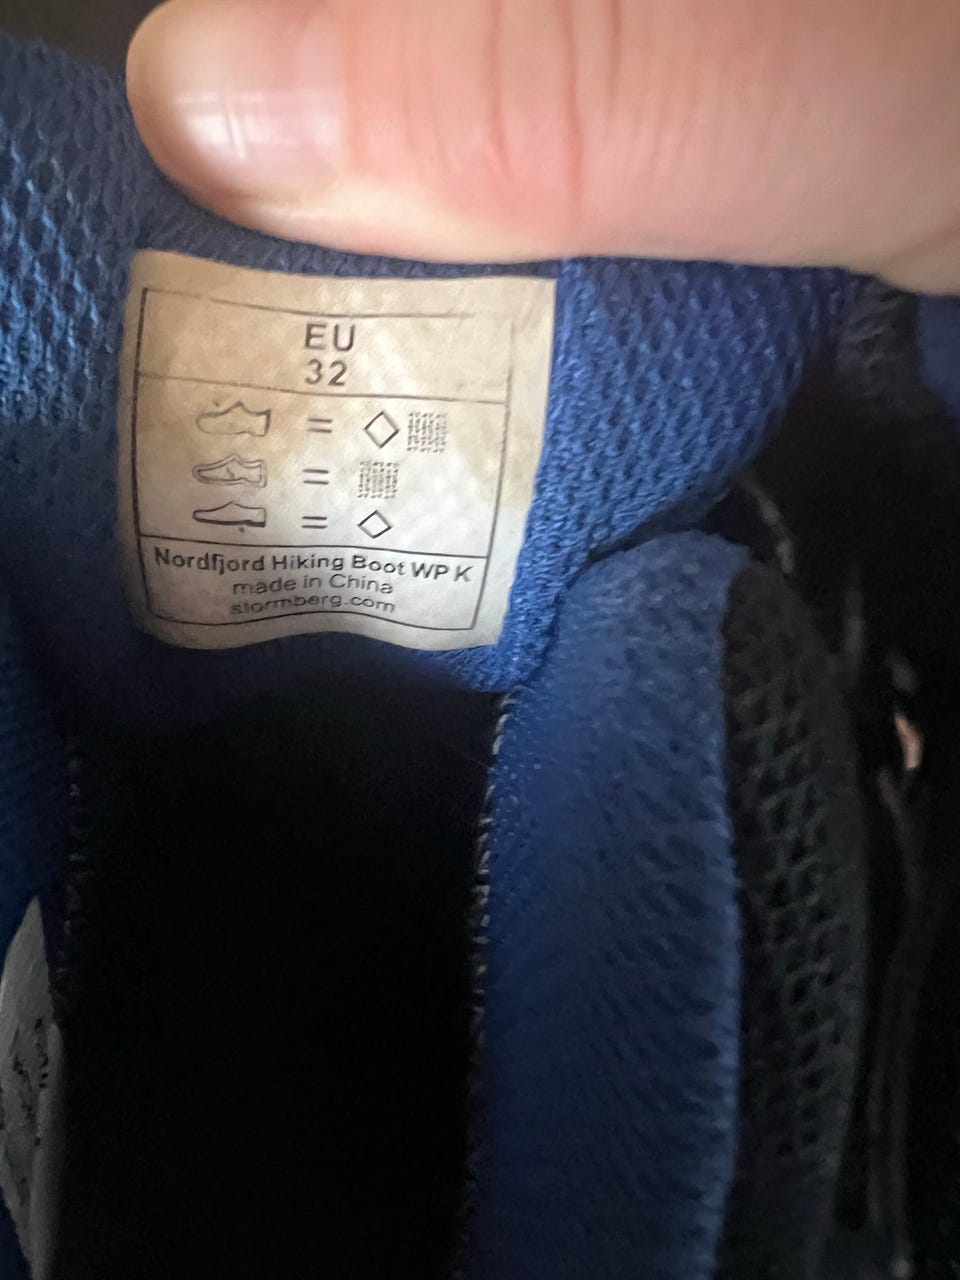 EU
32
=
=
=
Nordfjord Hiking Boot WP K
made in China
stormberg.com